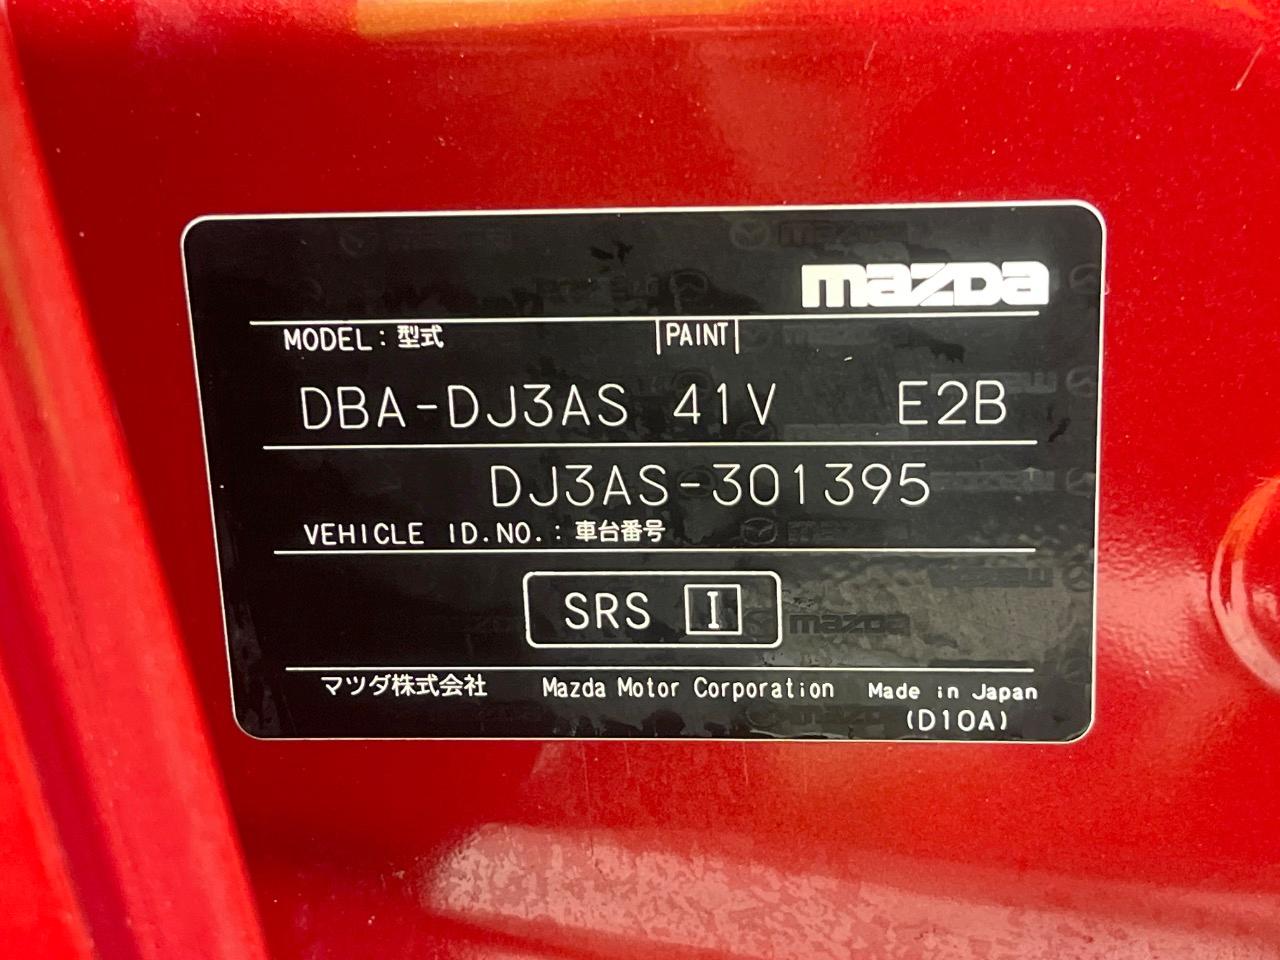 mazda
MODEL: 型式 PAINT
DBA-DJ3AS 41V E2B
DJ3AS-301395
VEHICLE ID.NO.: 車台番号
SRS I
マツダ株式会社 Mazda Motor Corporation Made in Japan
(D10A)